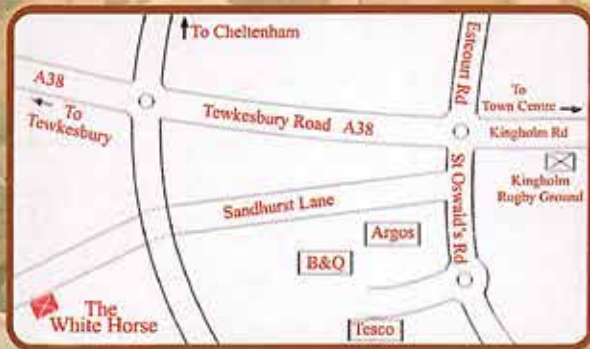 To Cheltenham
A38
To
Tewkesbury
Tewkesbury Road A38
Estcourt Rd
To
Town Centre
Kingholm Rd
Kingholm
Rugby Ground
St Oswald's Rd
Sandhurst Lane
Argos
B&Q
Tesco
The
White Horse